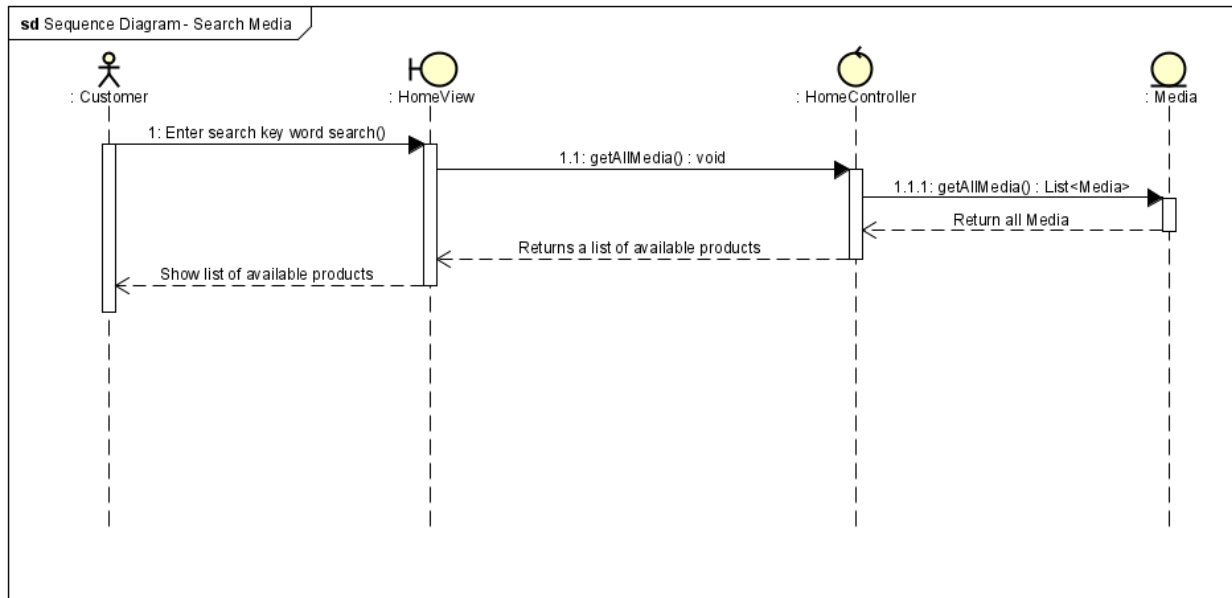 sd Sequence Diagram - Search Media
: Customer
: HomeView
: HomeController
: Media
1: Enter search key word search()
1.1: getAllMedia() : void
1.1.1: getAllMedia() : List<Media>
Return all Media
Returns a list of available products
Show list of available products